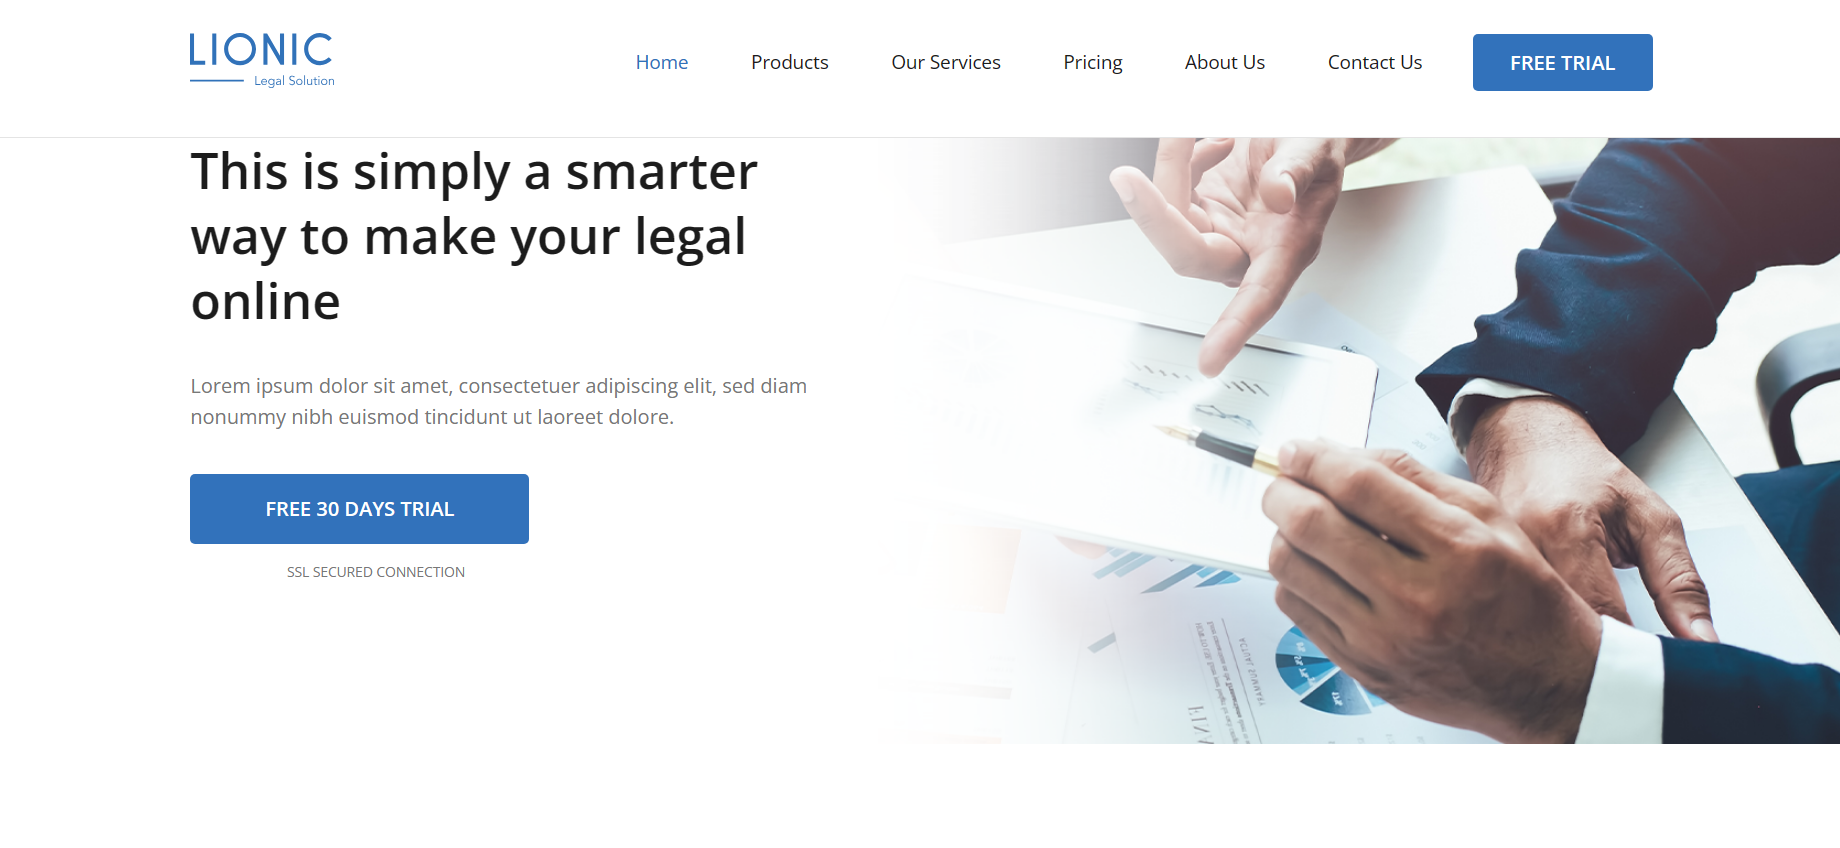 LIONIC
Legal Solution
Home Products Our Services Pricing About Us Contact Us FREE TRIAL
This is simply a smarter
way to make your legal
online
Lorem ipsum dolor sit amet, consectetuer adipiscing elit, sed diam
nonummy nibh euismod tincidunt ut laoreet dolore.
FREE 30 DAYS TRIAL
SSL SECURED CONNECTION